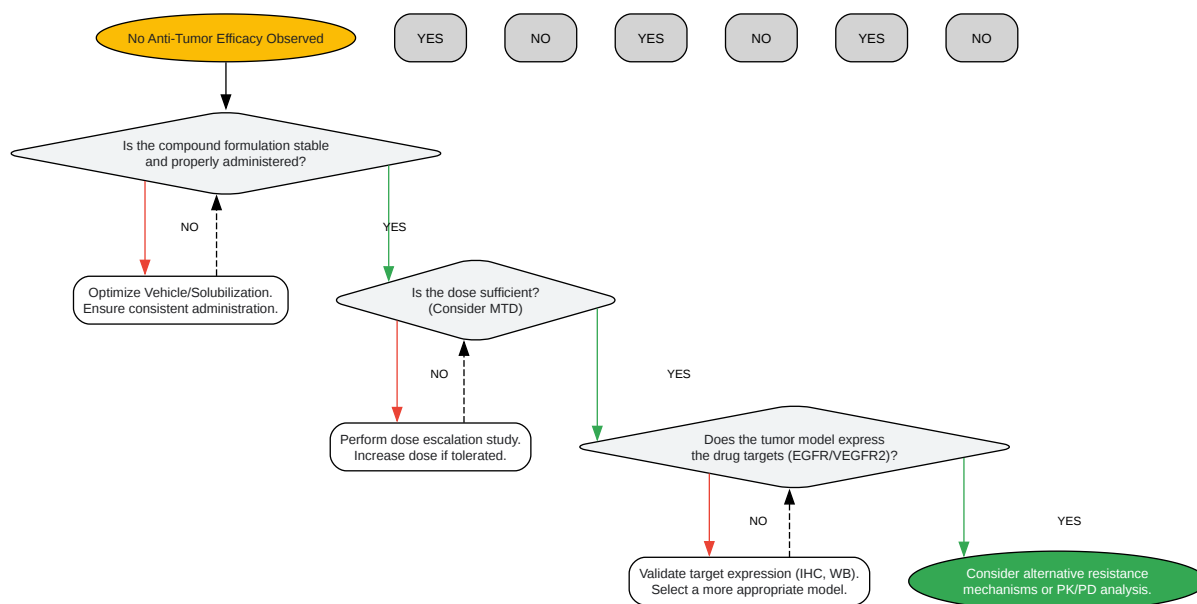 No Anti-Tumor Efficacy Observed
YES
NO
YES
NO
YES
NO
Is the compound formulation stable
and properly administered?
NO
YES
Optimize Vehicle/Solubilization.
Ensure consistent administration.
Is the dose sufficient?
(Consider MTD)
NO
YES
Perform dose escalation study.
Increase dose if tolerated.
Does the tumor model express
the drug targets (EGFR/VEGFR2)?
NO
YES
Validate target expression (IHC, WB).
Select a more appropriate model.
Consider alternative resistance
mechanisms or PK/PD analysis.